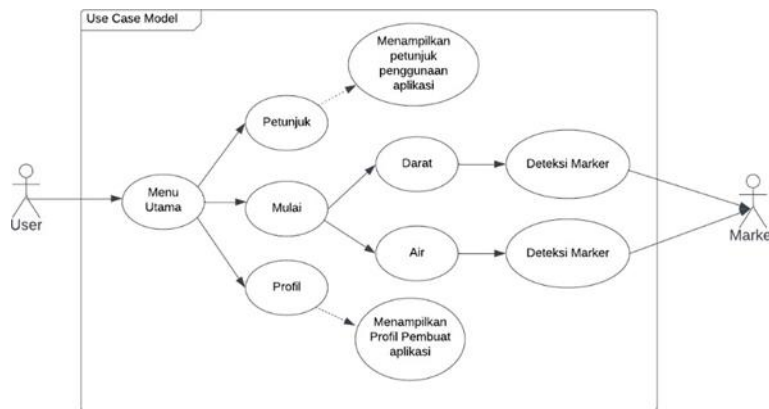 Use Case Model
Menampilkan
petunjuk
penggunaan
aplikasi
Petunjuk
Darat
Deteksi Marker
User
Menu
Utama
Mulai
Marke
Air
Deteksi Marker
Profil
Menampilkan
Profil Pembuat
aplikasi